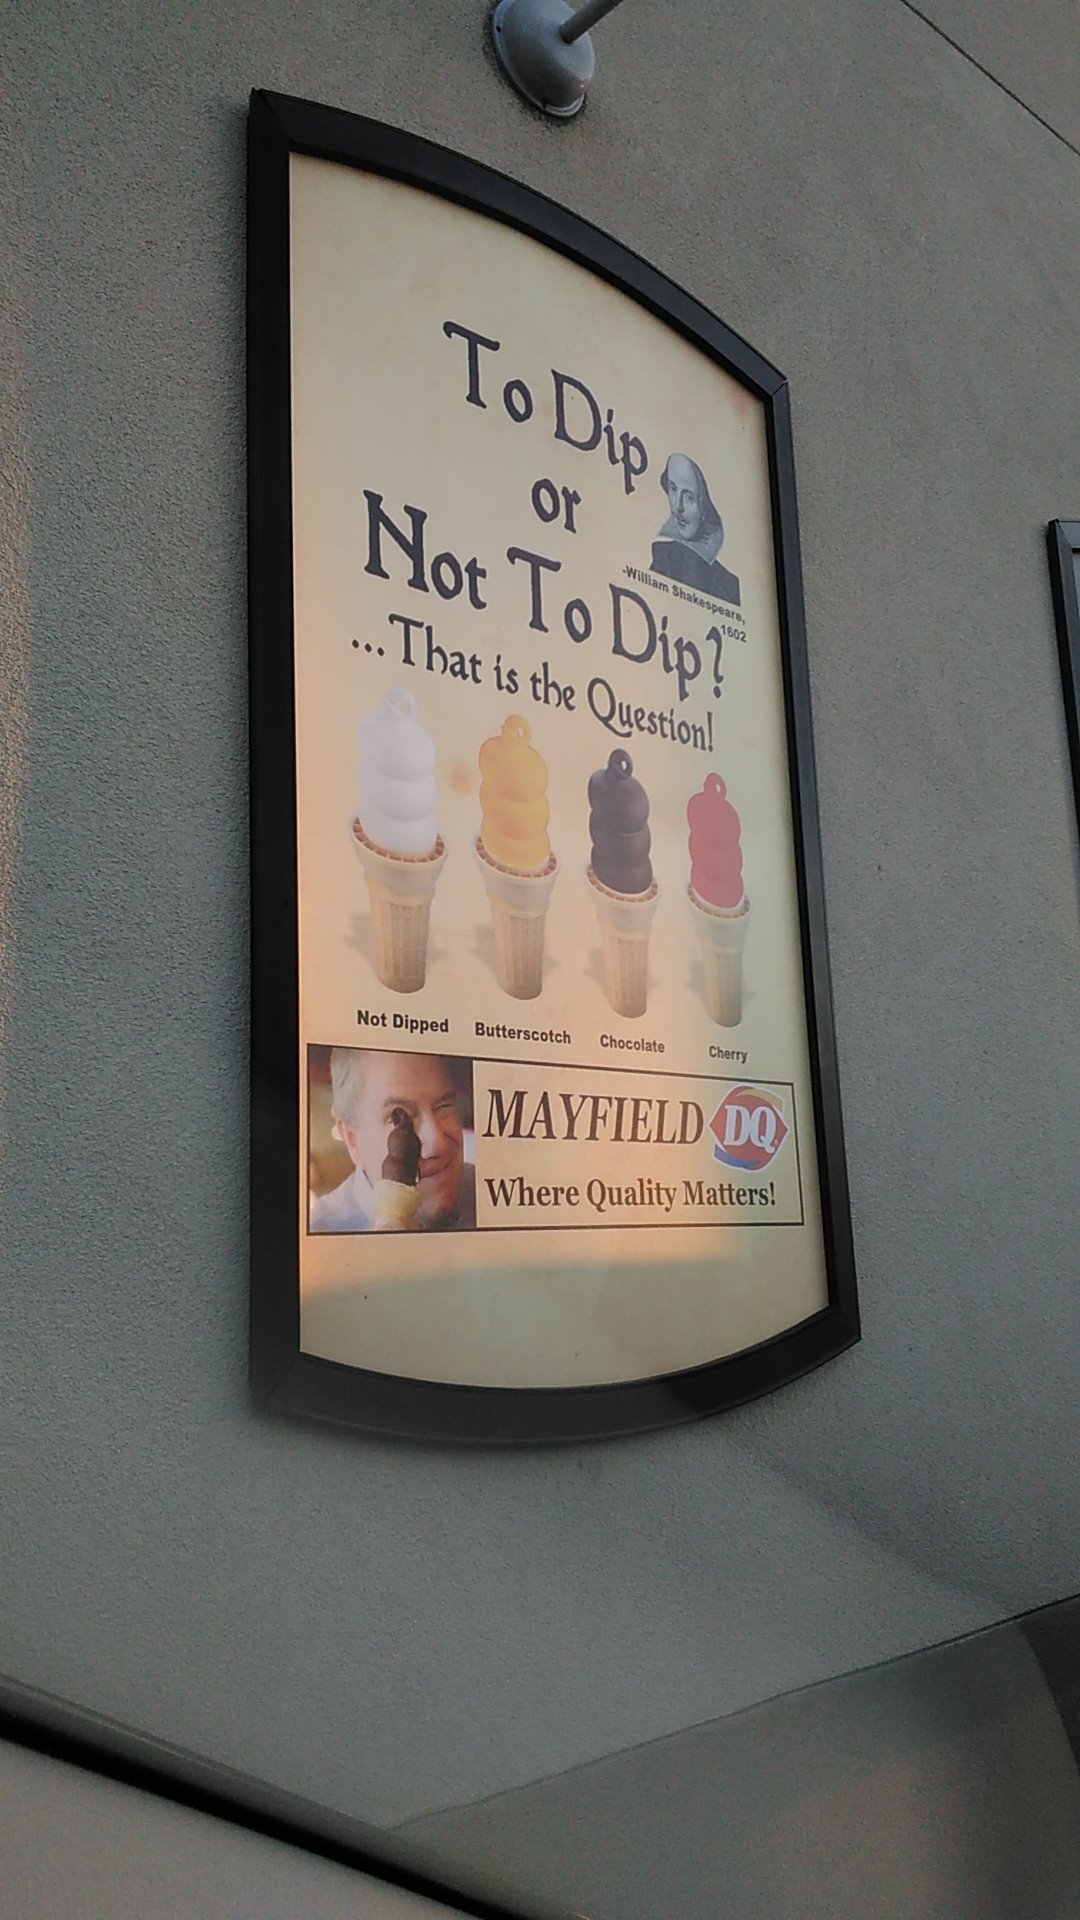 To Dip
or
Not To Dip?
-William Shakespeare,
1602
...That is the Question!
Not Dipped
Butterscotch
Chocolate
Cherry
MAYFIELD DQ
Where Quality Matters!